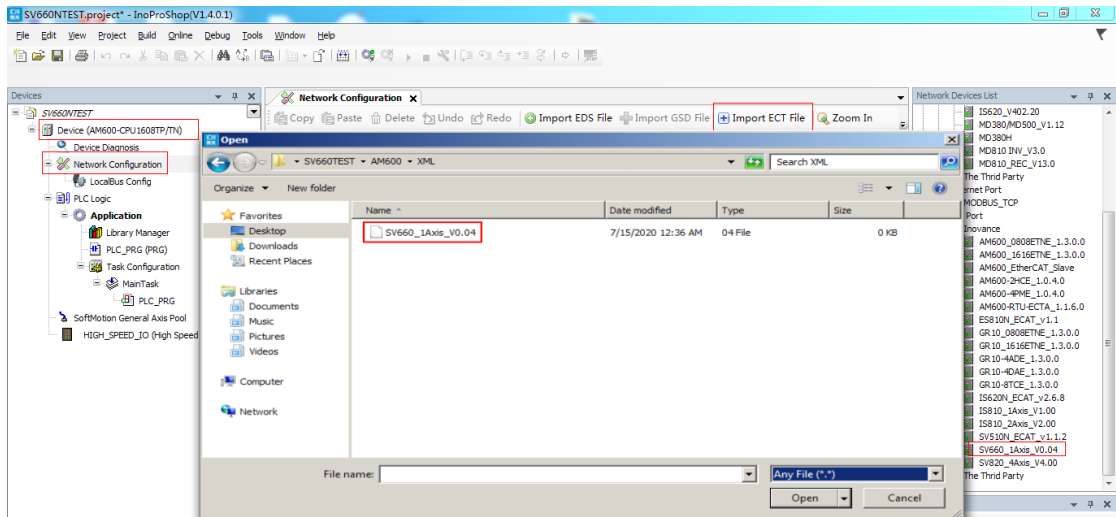 SV660NTEST.project* - InoProShop(V1.4.0.1)
File Edit View Project Build Online Debug Tools Window Help
Devices
SV660NTEST
Device (AM600-CPU1608TP/TN)
Device Diagnosis
Network Configuration
LocalBus Config
PLC Logic
Application
Library Manager
PLC_PRG (PRG)
Task Configuration
MainTask
PLC_PRG
SoftMotion General Axis Pool
HIGH_SPEED_IO (High Speed
Network Configuration
Copy Paste Delete Undo Redo Import EDS File Import GSD File Import ECT File Zoom In
Open
SV660TEST AM600 XML
Search XML
Organize New folder
Favorites
Desktop
Downloads
Recent Places
Libraries
Documents
Music
Pictures
Videos
Computer
Network
Name Date modified Type Size
SV660_1Axis_V0.04 7/15/2020 12:36 AM 04 File 0 KB
File name:
Any File (*.*)
Open Cancel
Network Devices List
IS620_V402.20
MD380/MD500_V1.12
MD380H
MD810 INV_V3.0
MD810_REC_V13.0
The Thrid Party
ernet Port
MODBUS_TCP
Port
Inovance
AM600_0808ETNE_1.3.0.0
AM600_1616ETNE_1.3.0.0
AM600_EtherCAT_Slave
AM600-2HCE_1.0.4.0
AM600-4PME_1.0.4.0
AM600-RTU-ECTA_1.1.6.0
ES810N_ECAT_v1.1
GR10_0808ETNE_1.3.0.0
GR10_1616ETNE_1.3.0.0
GR10-4ADE_1.3.0.0
GR10-4DAE_1.3.0.0
GR10-8TCE_1.3.0.0
IS620N_ECAT_v2.6.8
IS810_1Axis_V1.00
IS810_2Axis_V2.00
SV510N_ECAT_v1.1.2
SV660_1Axis_V0.04
SV820_4Axis_V4.00
The Thrid Party